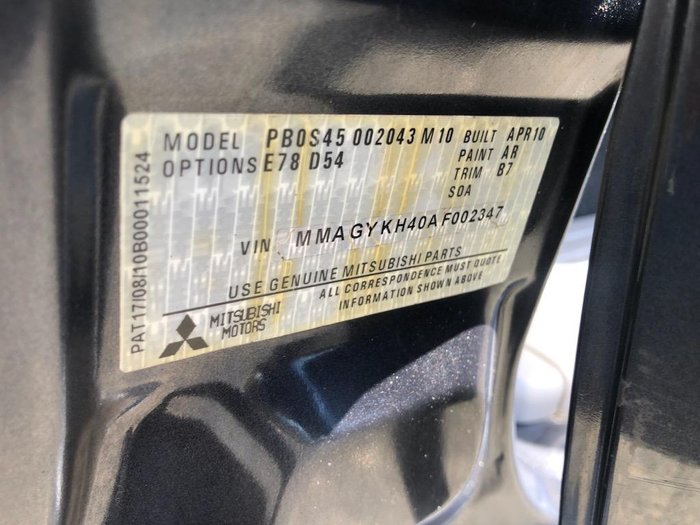 MODEL PB0S45 002043 M10 BUILT APR10
OPTIONS E78 D54 PAINT AR
TRIM B7
SOA
VIN MMAGYKH40AF002347
USE GENUINE MITSUBISHI PARTS
ALL CORRESPONDENCE MUST QUOTE
INFORMATION SHOWN ABOVE
MITSUBISHI
MOTORS
PAT17/08/10B00011524